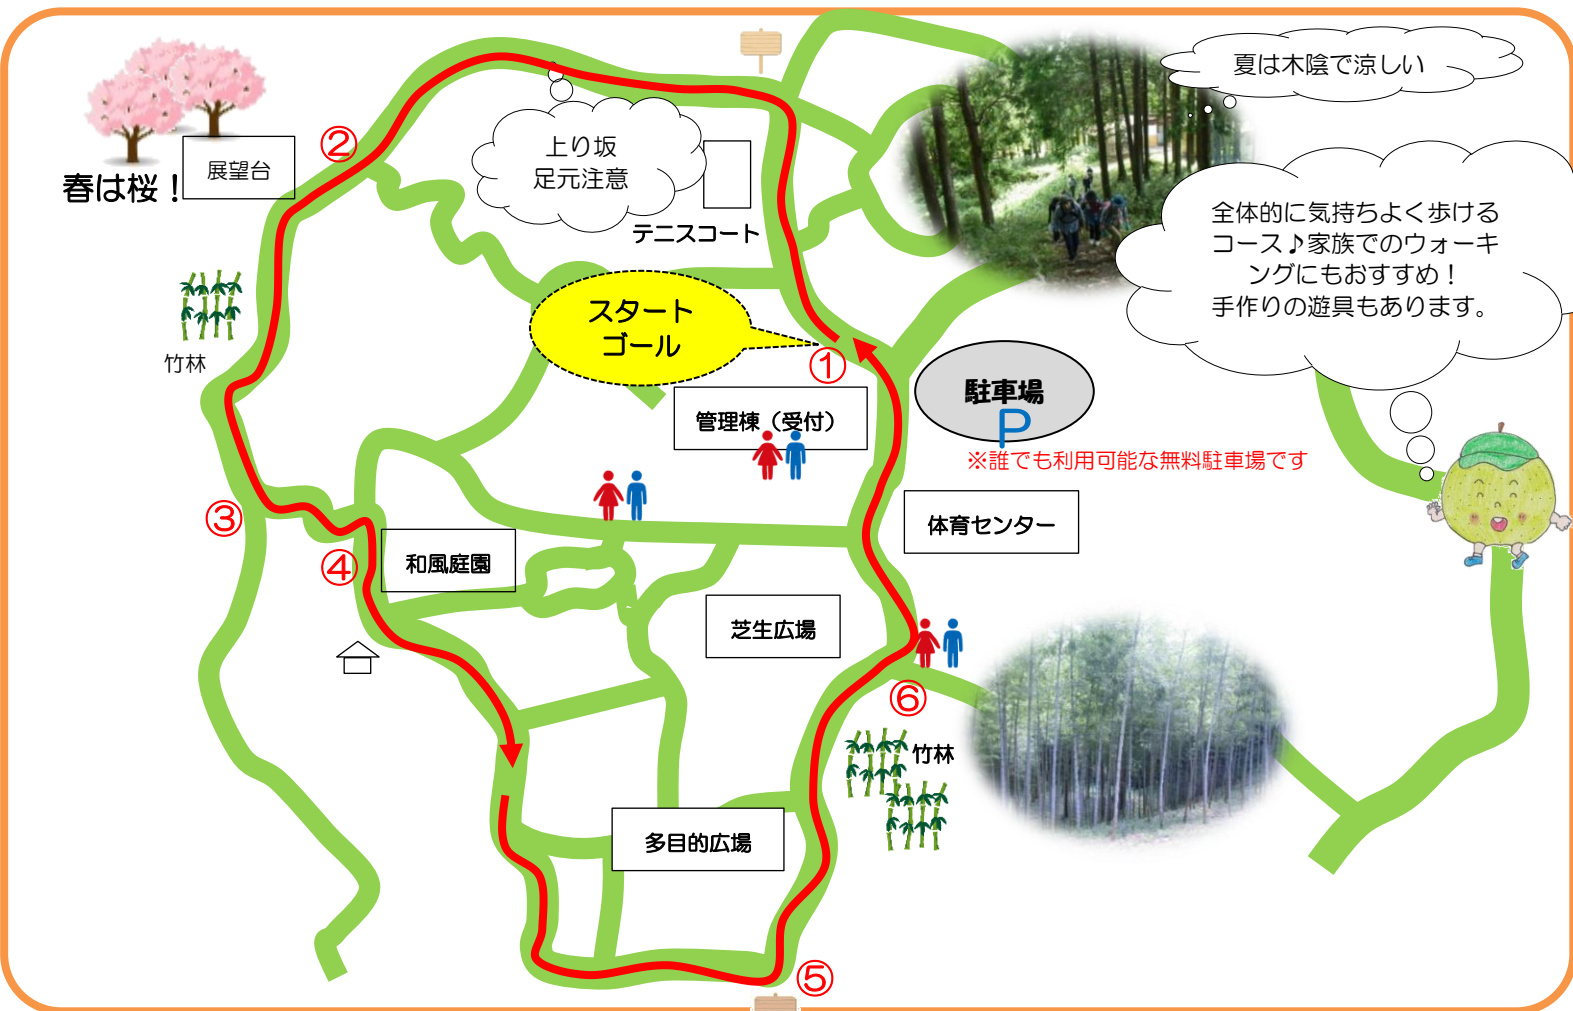 夏は木陰で涼しい
上り坂
足元注意
②
展望台
春は桜！
全体的に気持ちよく歩ける
コース♪家族でのウォーキ
ングにもおすすめ！
手作りの遊具もあります。
テニスコート
スタート
ゴール
竹林
①
駐車場
P
※誰でも利用可能な無料駐車場です
管理棟（受付）
③
体育センター
④
和風庭園
芝生広場
⑥
竹林
多目的広場
⑤